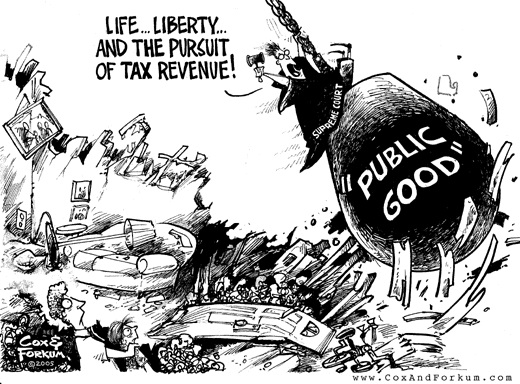 LIFE... LIBERTY...
AND THE PURSUIT
OF TAX REVENUE!
SUPREME COURT
"PUBLIC
GOOD"
COX &
FORKUM
©2005
www.CoxAndForkum.com